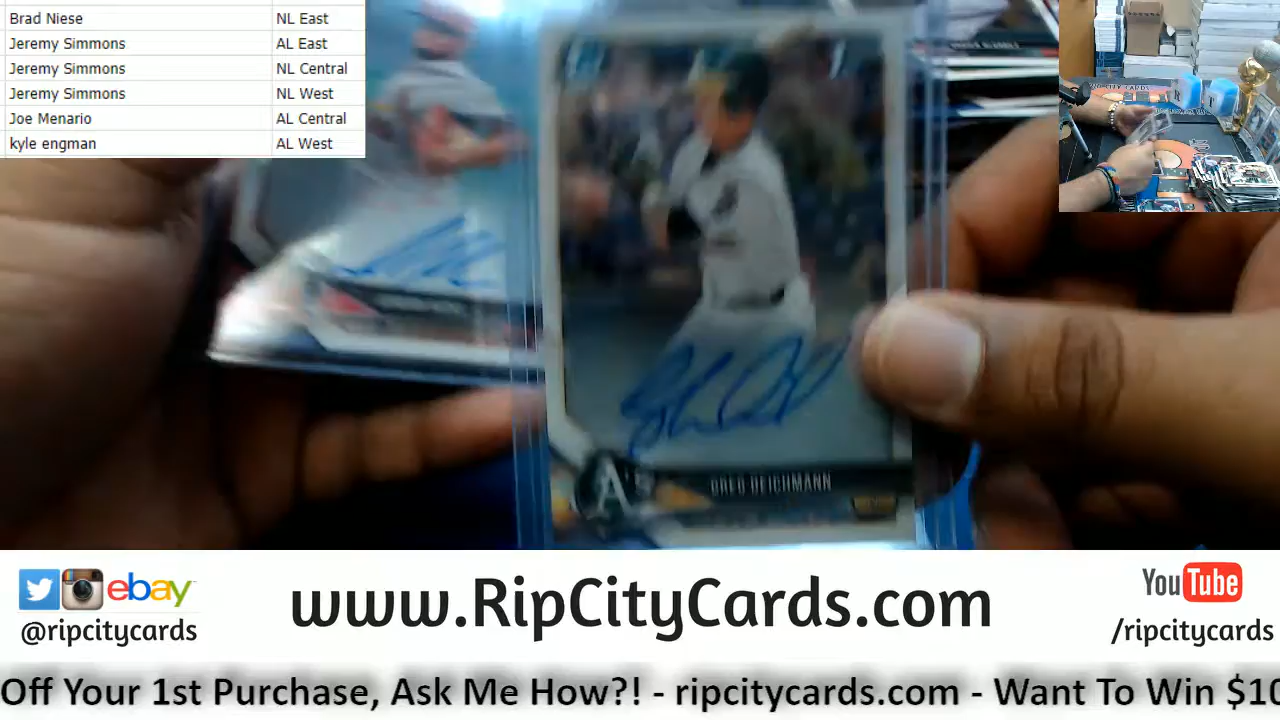 Brad Niese NL East
Jeremy Simmons AL East
Jeremy Simmons NL Central
Jeremy Simmons NL West
Joe Menario AL Central
kyle engman AL West
A's
GREG DEICHMANN
ebay
@ripcitycards
www.RipCityCards.com
YouTube
/ripcitycards
Off Your 1st Purchase, Ask Me How?! - ripcitycards.com - Want To Win $10